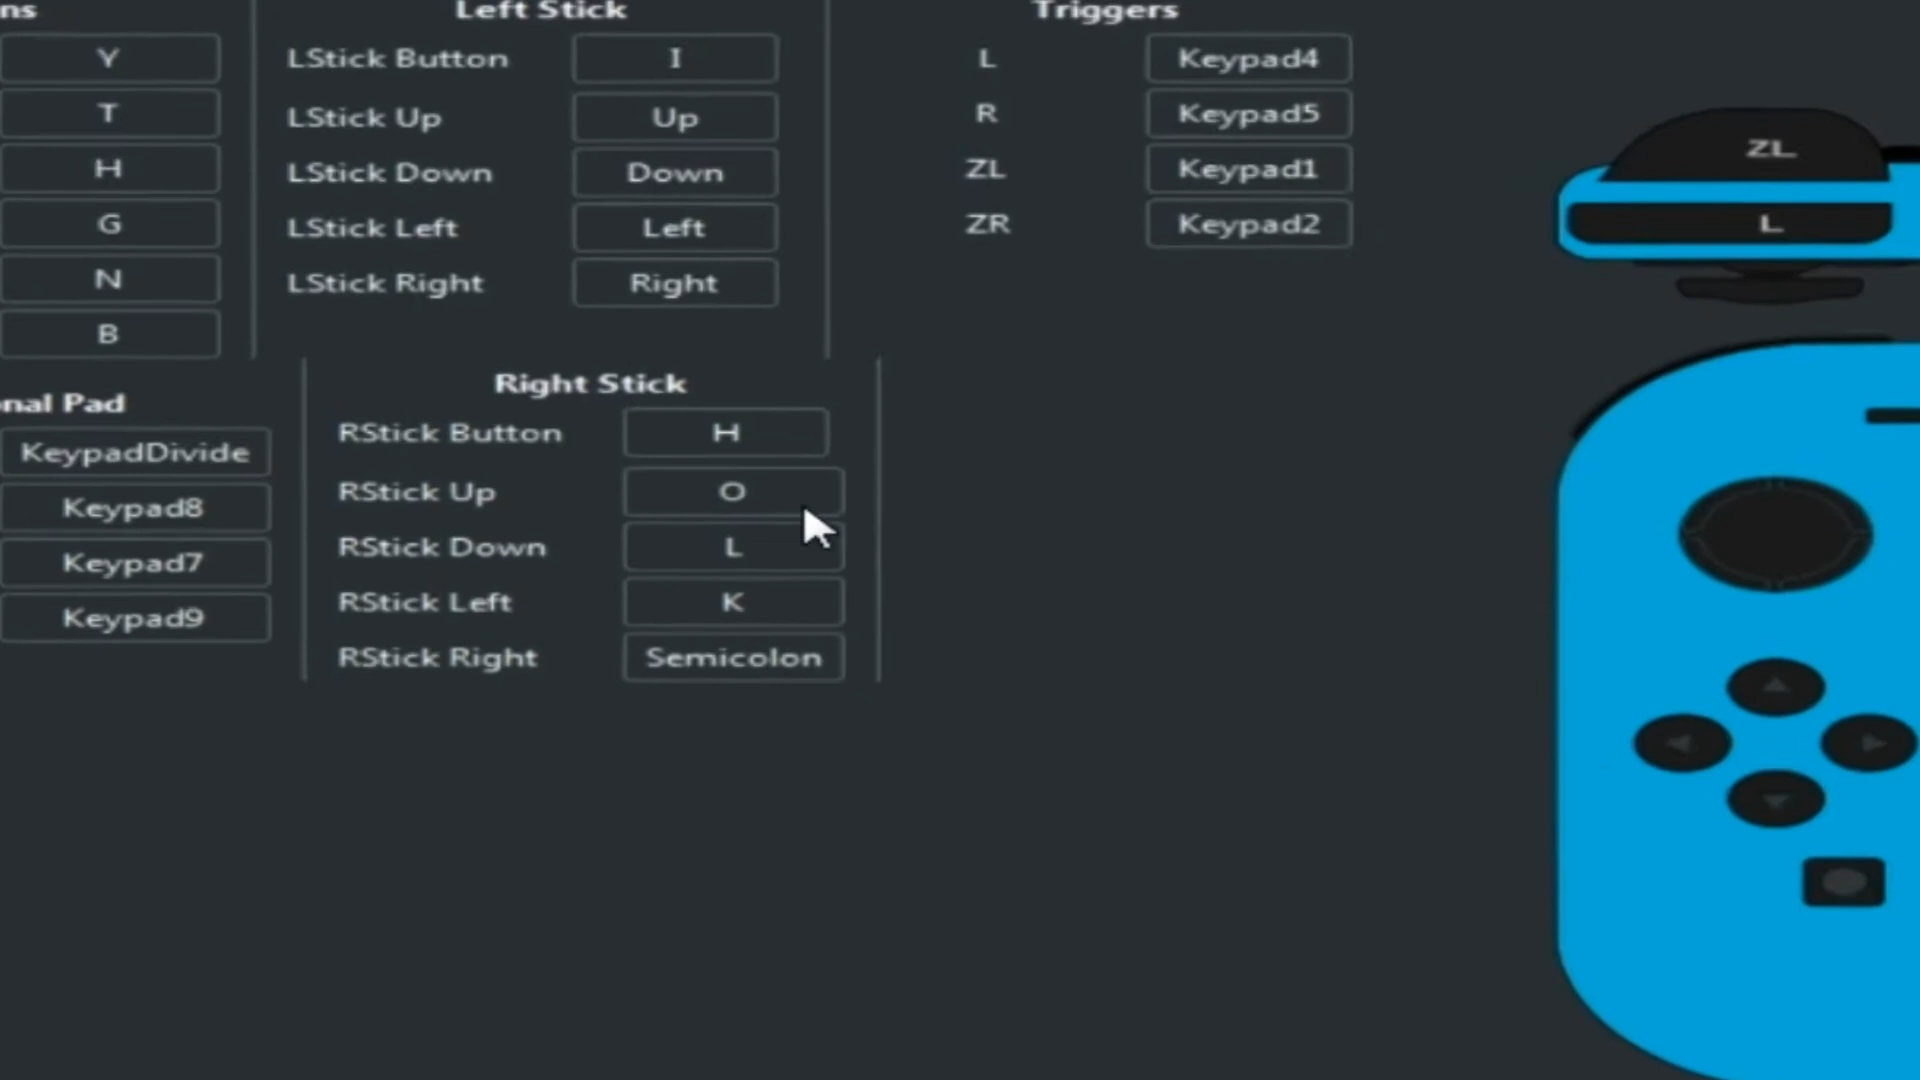 ns
Y
T
H
G
N
B
Left Stick
LStick Button I
LStick Up Up
LStick Down Down
LStick Left Left
LStick Right Right
Triggers
L Keypad4
R Keypad5
ZL Keypad1
ZR Keypad2
onal Pad
KeypadDivide
Keypad8
Keypad7
Keypad9
Right Stick
RStick Button H
RStick Up O
RStick Down L
RStick Left K
RStick Right Semicolon
ZL
L